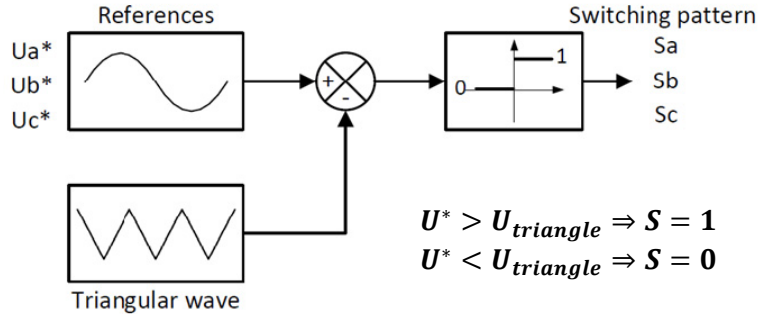 References
Switching pattern
Ua*
Ub*
Uc*
+
-
0
1
Sa
Sb
Sc
U* > U_triangle ⇒ S = 1
U* < U_triangle ⇒ S = 0
Triangular wave